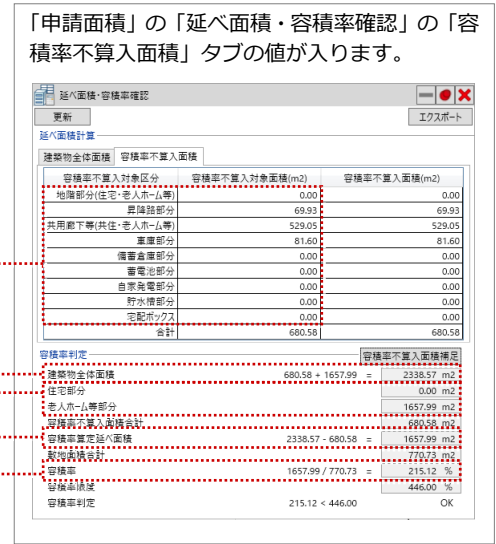 「申請面積」の「延べ面積・容積率確認」の「容
積率不算入面積」タブの値が入ります。
延べ面積・容積率確認
更新 エクスポート
延べ面積計算
建築物全体面積 容積率不算入面積
容積率不算入対象区分 容積率不算入対象面積(m2) 容積率不算入面積(m2)
地階部分(住宅・老人ホーム等) 0.00 0.00
昇降路部分 69.93 69.93
共用廊下等(共住・老人ホーム等) 529.05 529.05
車庫部分 81.60 81.60
備蓄倉庫部分 0.00 0.00
蓄電池部分 0.00 0.00
自家発電部分 0.00 0.00
貯水槽部分 0.00 0.00
宅配ボックス 0.00 0.00
合計 680.58 680.58
容積率判定 容積率不算入面積補足
建築物全体面積 680.58 + 1657.99 = 2338.57 m2
住宅部分 0.00 m2
老人ホーム等部分 1657.99 m2
容積率不算入面積合計 680.58 m2
容積率算定延べ面積 2338.57 - 680.58 = 1657.99 m2
敷地面積合計 770.73 m2
容積率 1657.99 / 770.73 = 215.12 %
容積率限度 446.00 %
容積率判定 215.12 < 446.00 OK